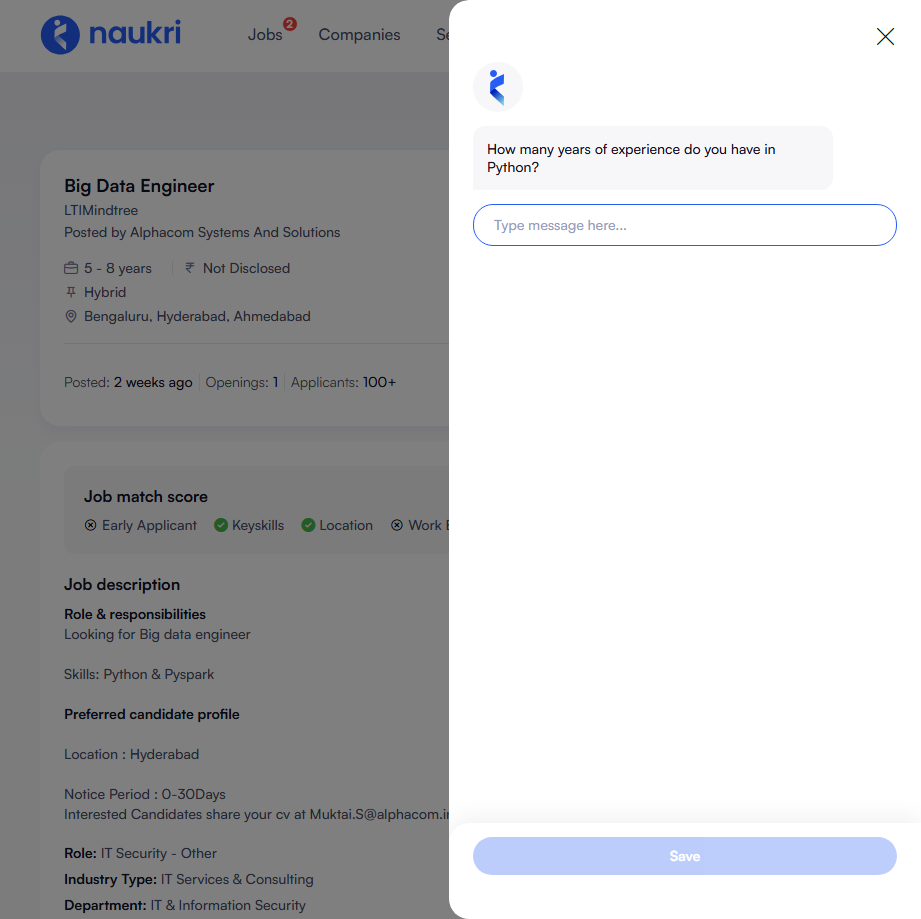 naukri
Jobs 2 Companies
Big Data Engineer
LTIMindtree
Posted by Alphacom Systems And Solutions
5 - 8 years ₹ Not Disclosed
Hybrid
Bengaluru, Hyderabad, Ahmedabad
Posted: 2 weeks ago Openings: 1 Applicants: 100+
Job match score
Early Applicant Keyskills Location Work
Job description
Role & responsibilities
Looking for Big data engineer
Skills: Python & Pyspark
Preferred candidate profile
Location : Hyderabad
Notice Period : 0-30Days
Interested Candidates share your cv at Muktai.S@alphacom.in
Role: IT Security - Other
Industry Type: IT Services & Consulting
Department: IT & Information Security
How many years of experience do you have in
Python?
Type message here...
Save